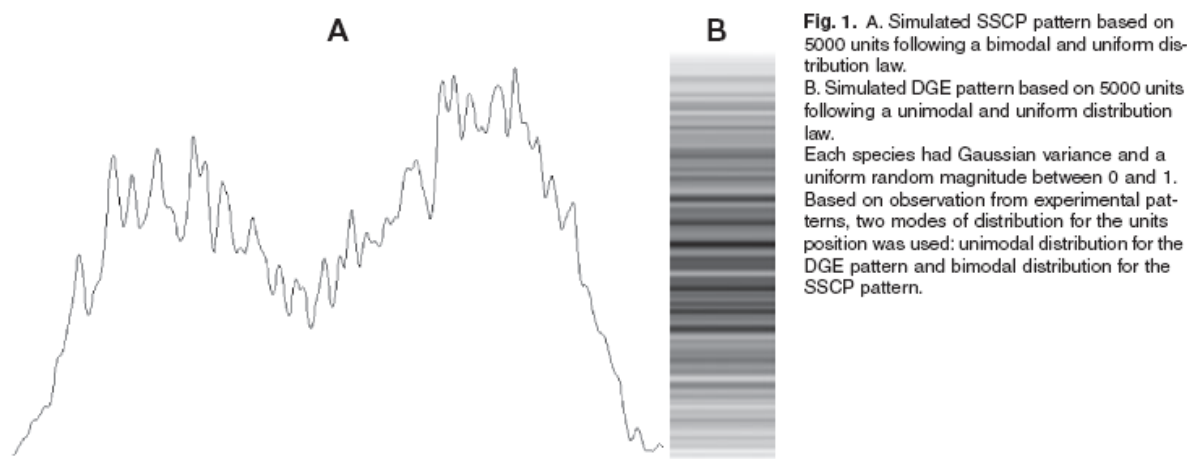 A
B
Fig. 1. A. Simulated SSCP pattern based on
5000 units following a bimodal and uniform dis-
tribution law.
B. Simulated DGE pattern based on 5000 units
following a unimodal and uniform distribution
law.
Each species had Gaussian variance and a
uniform random magnitude between 0 and 1.
Based on observation from experimental pat-
terns, two modes of distribution for the units
position was used: unimodal distribution for the
DGE pattern and bimodal distribution for the
SSCP pattern.